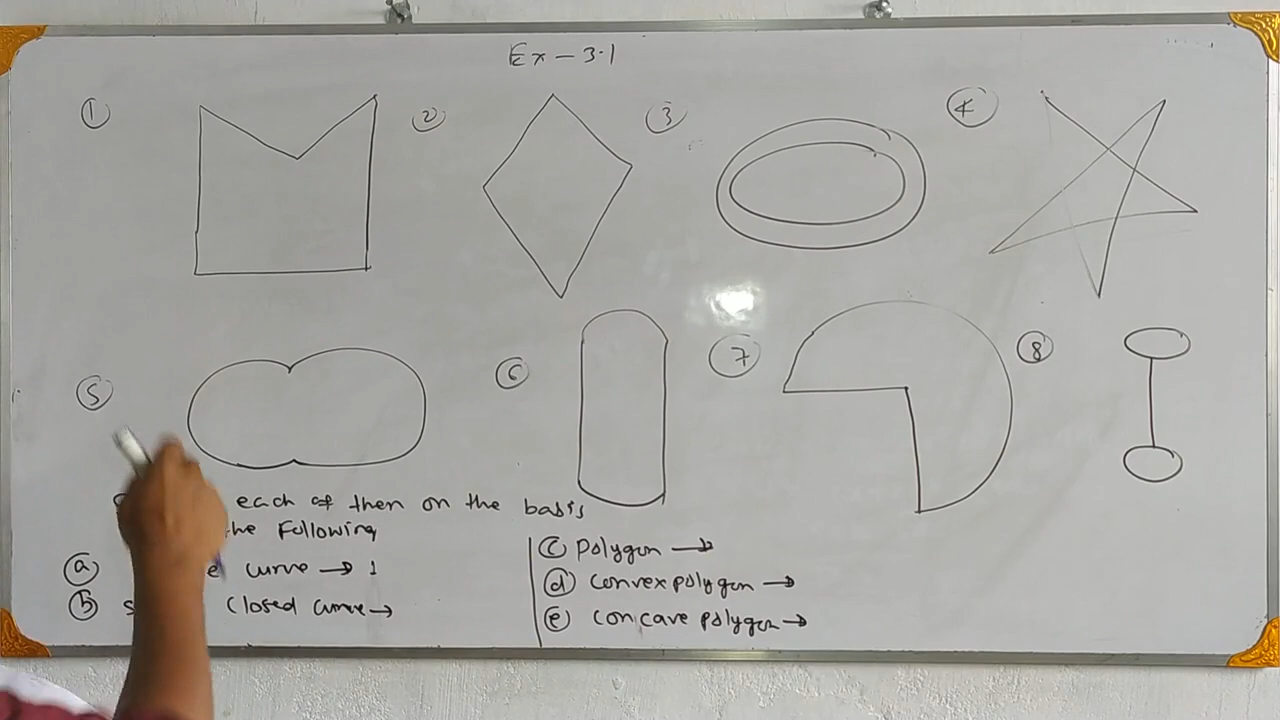 Ex - 3.1
① ② ③ ④
⑤ ⑥ ⑦ ⑧
each of then on the basis
he Following
ⓐ e curve → 1
ⓑ s closed curve →
ⓒ Polygon →
ⓓ convex polygon →
ⓔ concave polygon →